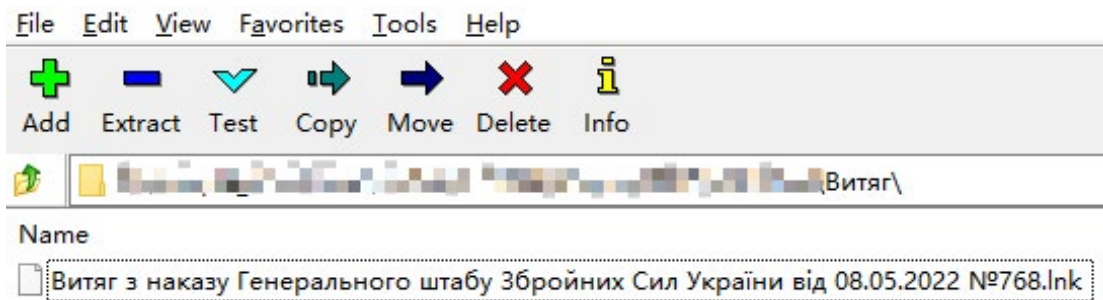 File Edit View Favorites Tools Help
Add Extract Test Copy Move Delete Info
\Витяг\
Name
Витяг з наказу Генерального штабу Збройних Сил України від 08.05.2022 №768.lnk